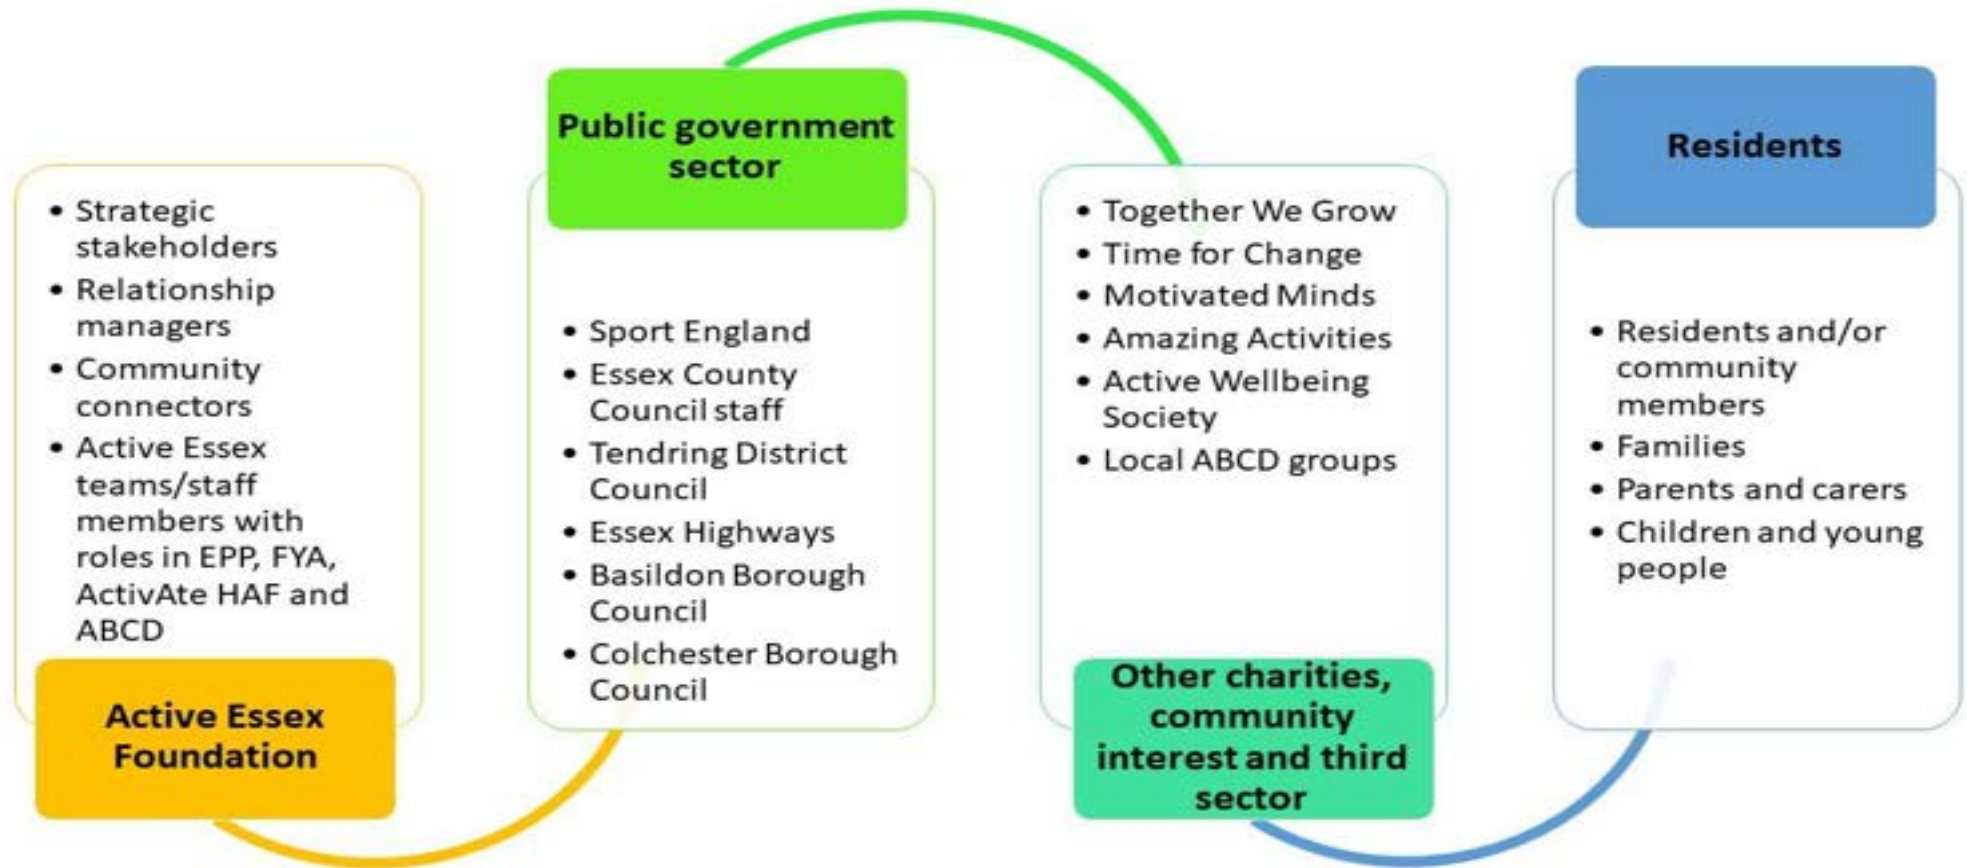 • Strategic
stakeholders
• Relationship
managers
• Community
connectors
• Active Essex
teams/staff
members with
roles in EPP, FYA,
ActivAte HAF and
ABCD
Active Essex
Foundation
Public government
sector
• Sport England
• Essex County
Council staff
• Tendring District
Council
• Essex Highways
• Basildon Borough
Council
• Colchester Borough
Council
• Together We Grow
• Time for Change
• Motivated Minds
• Amazing Activities
• Active Wellbeing
Society
• Local ABCD groups
Other charities,
community
interest and third
sector
Residents
• Residents and/or
community
members
• Families
• Parents and carers
• Children and young
people